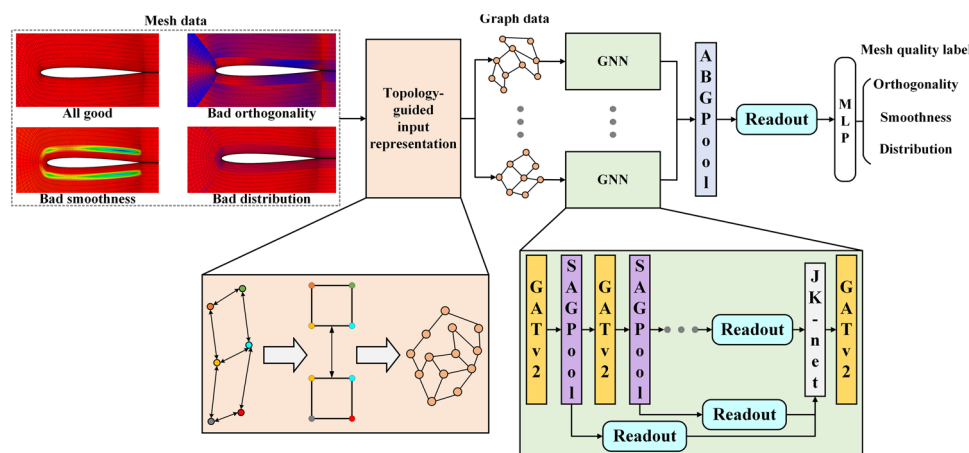 Mesh data
All good
Bad orthogonality
Bad smoothness
Bad distribution
Topology-
guided
input
representation
Graph data
GNN
GNN
ABGPool
Readout
MLP
Mesh quality label
Orthogonality
Smoothness
Distribution
GATv2
SAGPool
GATv2
SAGPool
Readout
JK-net
GATv2
Readout
Readout